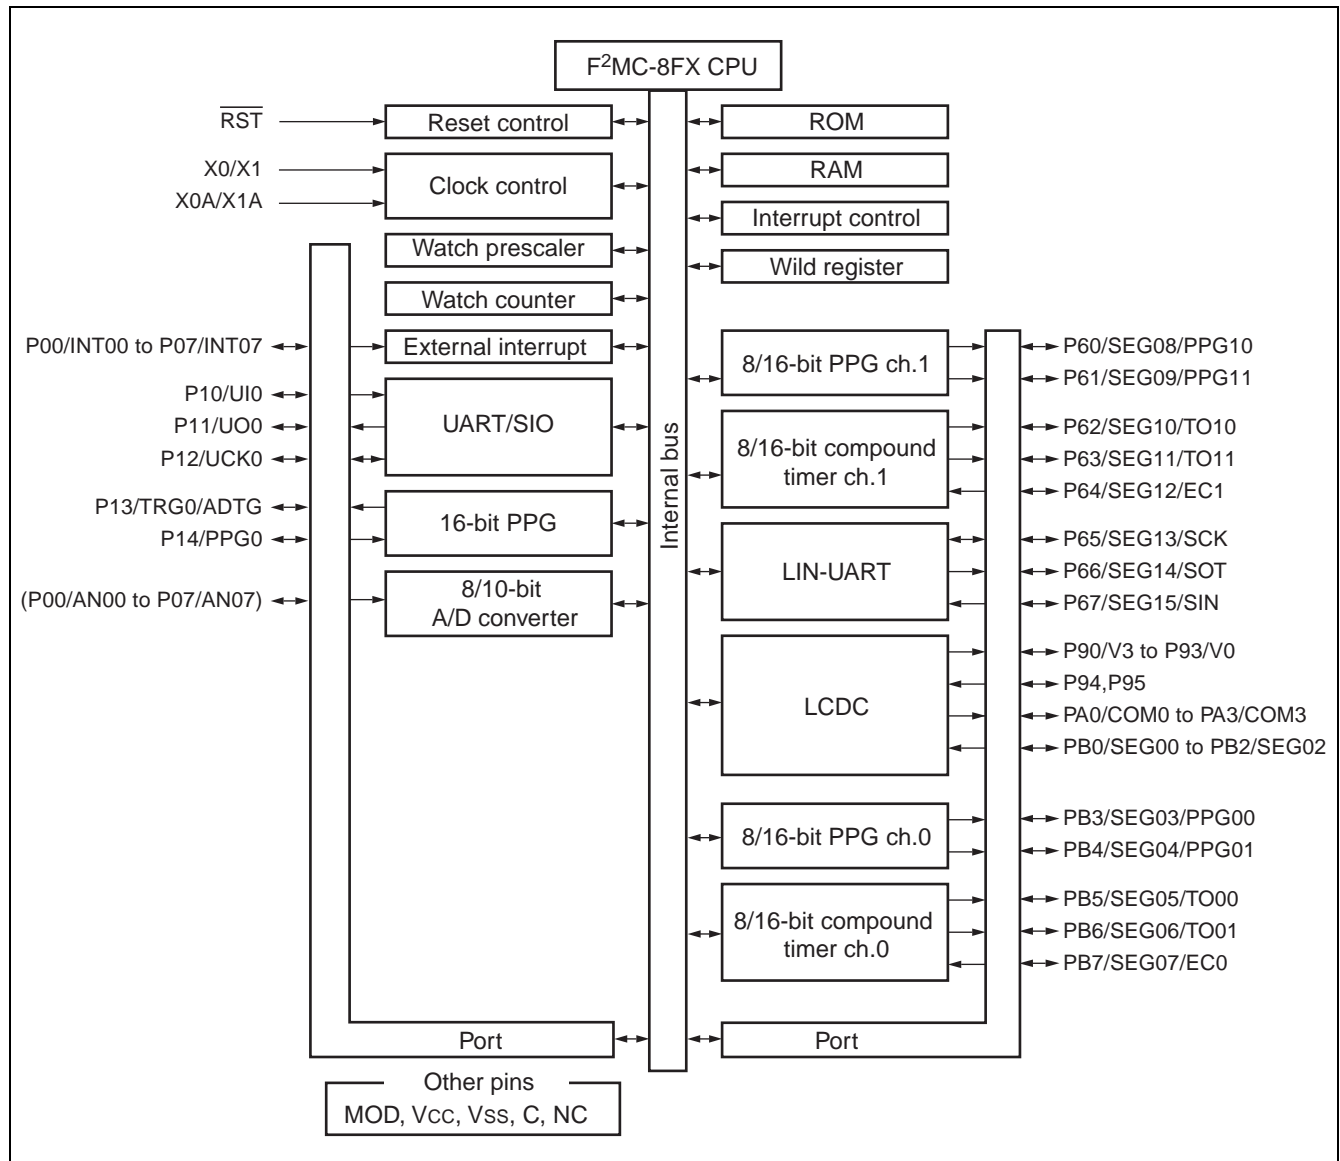 F²MC-8FX CPU
RST
Reset control
ROM
X0/X1
X0A/X1A
Clock control
RAM
Interrupt control
Watch prescaler
Wild register
Watch counter
P00/INT00 to P07/INT07
External interrupt
P10/UI0
P11/UO0
P12/UCK0
UART/SIO
P13/TRG0/ADTG
P14/PPG0
16-bit PPG
(P00/AN00 to P07/AN07)
8/10-bit
A/D converter
Internal bus
8/16-bit PPG ch.1
P60/SEG08/PPG10
P61/SEG09/PPG11
8/16-bit compound
timer ch.1
P62/SEG10/TO10
P63/SEG11/TO11
P64/SEG12/EC1
LIN-UART
P65/SEG13/SCK
P66/SEG14/SOT
P67/SEG15/SIN
LCDC
P90/V3 to P93/V0
P94,P95
PA0/COM0 to PA3/COM3
PB0/SEG00 to PB2/SEG02
8/16-bit PPG ch.0
PB3/SEG03/PPG00
PB4/SEG04/PPG01
8/16-bit compound
timer ch.0
PB5/SEG05/TO00
PB6/SEG06/TO01
PB7/SEG07/EC0
Port
Port
Other pins
MOD, VCC, VSS, C, NC